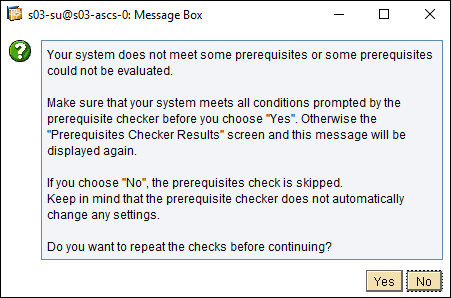 s03-su@s03-ascs-0: Message Box
Your system does not meet some prerequisites or some prerequisites
could not be evaluated.
Make sure that your system meets all conditions prompted by the
prerequisite checker before you choose "Yes". Otherwise the
"Prerequisites Checker Results" screen and this message will be
displayed again.
If you choose "No", the prerequisites check is skipped.
Keep in mind that the prerequisite checker does not automatically
change any settings.
Do you want to repeat the checks before continuing?
Yes No